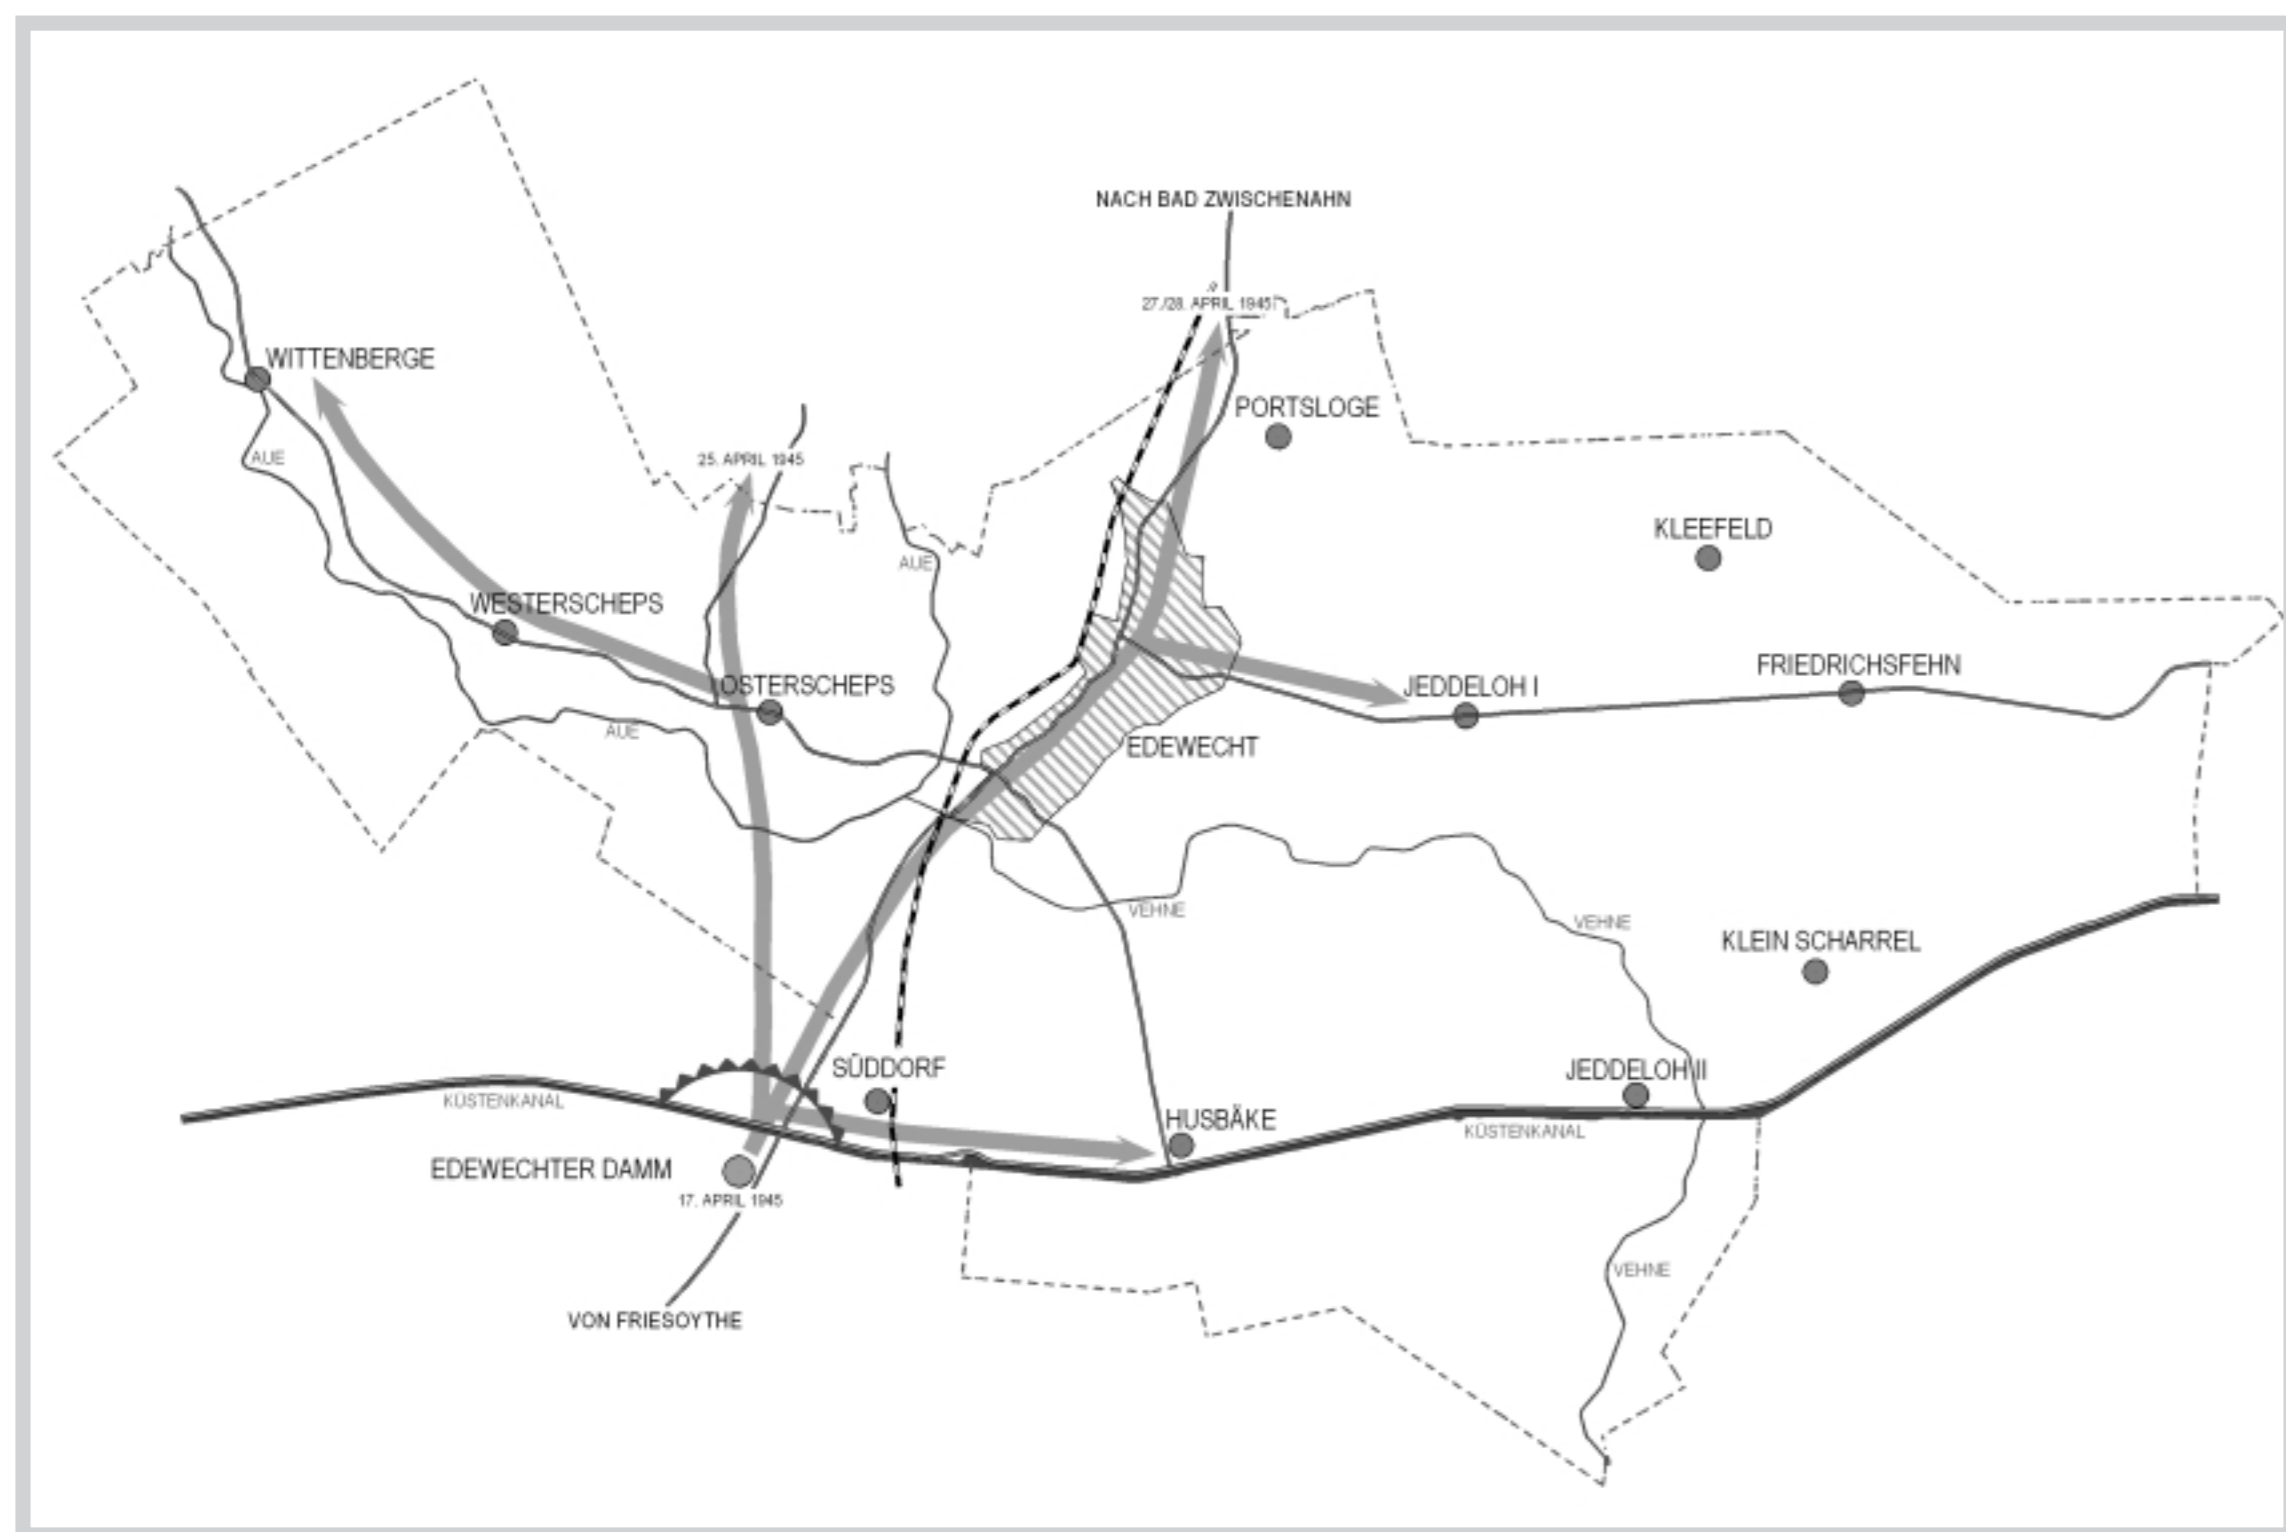 NACH BAD ZWISCHENAHN
27./28. APRIL 1945
WITTENBERGE
PORTSLOGE
AUE
25. APRIL 1945
KLEEFELD
AUE
WESTERSCHEPS
FRIEDRICHSFEHN
OSTERSCHEPS
JEDDELOH I
AUE
EDEWECHT
VEHNE
VEHNE
KLEIN SCHARREL
SÜDDORF
JEDDELOH II
KÜSTENKANAL
HUSBÄKE
KÜSTENKANAL
EDEWECHTER DAMM
17. APRIL 1945
VEHNE
VON FRIESOYTHE